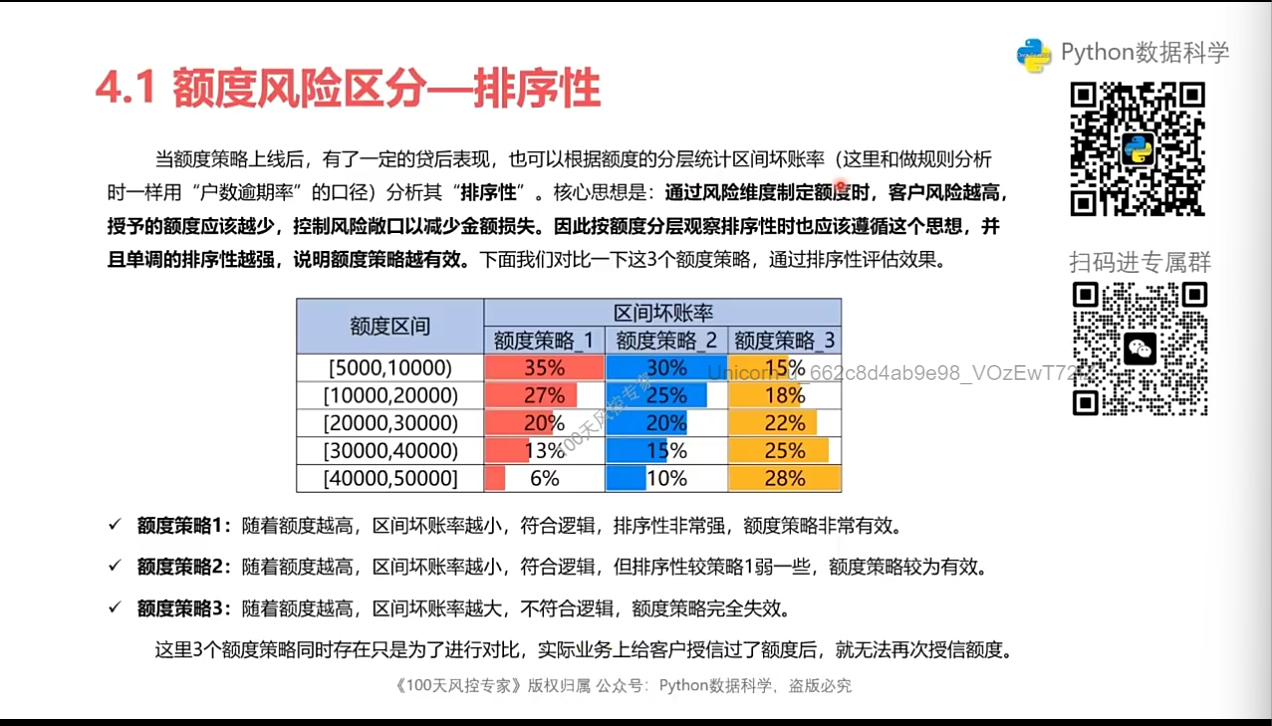 Python数据科学
4.1 额度风险区分—排序性
当额度策略上线后，有了一定的贷后表现，也可以根据额度的分层统计区间坏账率（这里和做规则分析
时一样用“户数逾期率”的口径）分析其“排序性”。核心思想是：通过风险维度制定额度时，客户风险越高，
授予的额度应该越少，控制风险敞口以减少金额损失。因此按额度分层观察排序性时也应该遵循这个思想，并
且单调的排序性越强，说明额度策略越有效。下面我们对比一下这3个额度策略，通过排序性评估效果。
扫码进专属群
额度区间 区间坏账率
额度策略_1 额度策略_2 额度策略_3
[5000,10000) 35% 30% 15%
[10000,20000) 27% 25% 18%
[20000,30000) 20% 20% 22%
[30000,40000) 13% 15% 25%
[40000,50000] 6% 10% 28%
100天风控专家
✓ 额度策略1：随着额度越高，区间坏账率越小，符合逻辑，排序性非常强，额度策略非常有效。
✓ 额度策略2：随着额度越高，区间坏账率越小，符合逻辑，但排序性较策略1弱一些，额度策略较为有效。
✓ 额度策略3：随着额度越高，区间坏账率越大，不符合逻辑，额度策略完全失效。
这里3个额度策略同时存在只是为了进行对比，实际业务上给客户授信过了额度后，就无法再次授信额度。
《100天风控专家》版权归属 公众号：Python数据科学，盗版必究